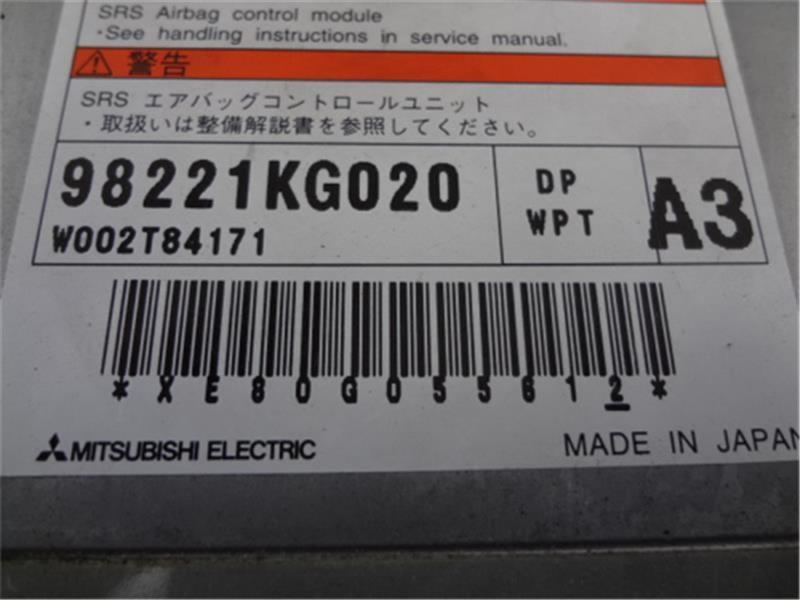 SRS Airbag control module
・See handling instructions in service manual.
警告
SRS エアバッグコントロールユニット
・取扱いは整備解説書を参照してください。
98221KG020
W002T84171
DP
WPT
A3
*XE80G055612*
MITSUBISHI ELECTRIC
MADE IN JAPAN